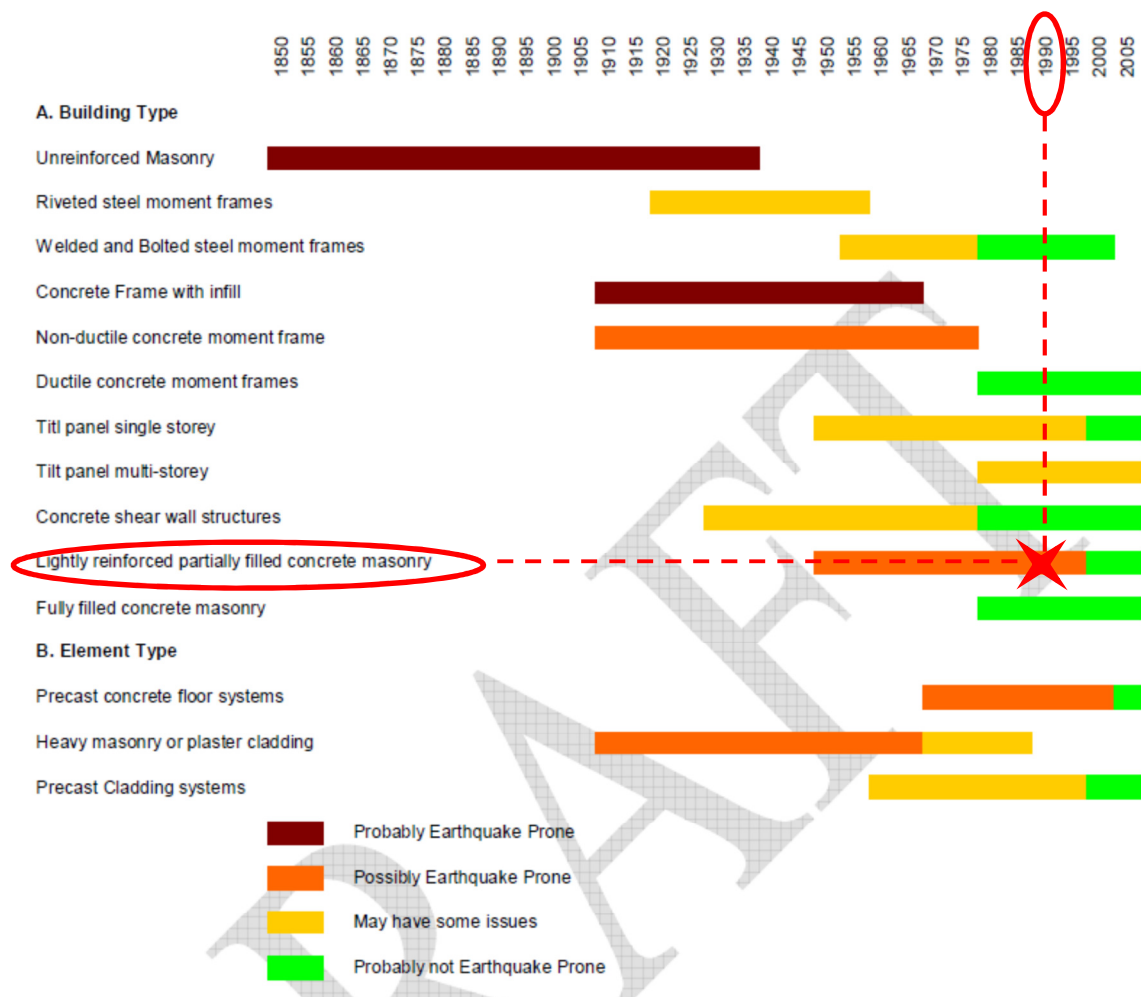 1850 1855 1860 1865 1870 1875 1880 1885 1890 1895 1900 1905 1910 1915 1920 1925 1930 1935 1940 1945 1950 1955 1960 1965 1970 1975 1980 1985 1990 1995 2000 2005
A. Building Type
Unreinforced Masonry
Riveted steel moment frames
Welded and Bolted steel moment frames
Concrete Frame with infill
Non-ductile concrete moment frame
Ductile concrete moment frames
Titl panel single storey
Tilt panel multi-storey
Concrete shear wall structures
Lightly reinforced partially filled concrete masonry
Fully filled concrete masonry
B. Element Type
Precast concrete floor systems
Heavy masonry or plaster cladding
Precast Cladding systems
Probably Earthquake Prone
Possibly Earthquake Prone
May have some issues
Probably not Earthquake Prone
RAFT